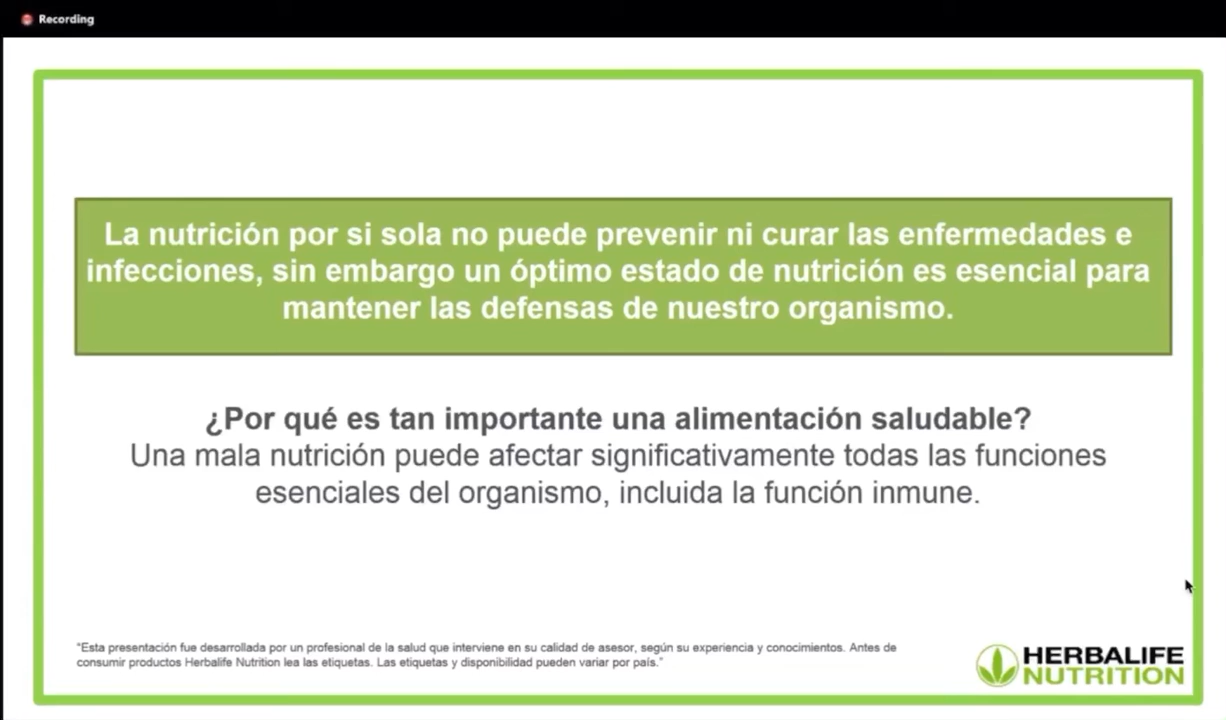 Recording
La nutrición por si sola no puede prevenir ni curar las enfermedades e
infecciones, sin embargo un óptimo estado de nutrición es esencial para
mantener las defensas de nuestro organismo.
¿Por qué es tan importante una alimentación saludable?
Una mala nutrición puede afectar significativamente todas las funciones
esenciales del organismo, incluida la función inmune.
"Esta presentación fue desarrollada por un profesional de la salud que interviene en su calidad de asesor, según su experiencia y conocimientos. Antes de
consumir productos Herbalife Nutrition lea las etiquetas. Las etiquetas y disponibilidad pueden variar por país."
HERBALIFE
NUTRITION